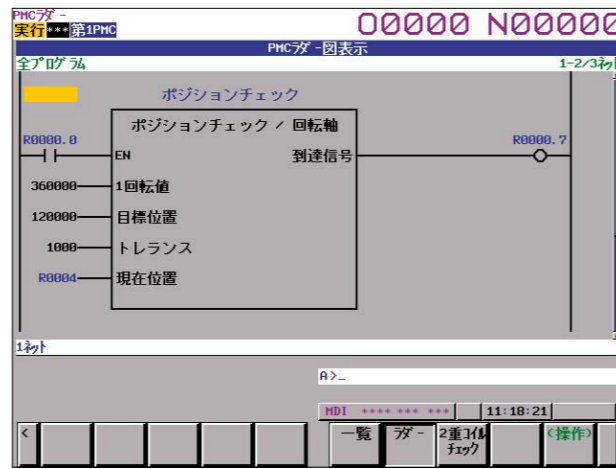 PMCラダー
実行***第1PMC
O0000 N00000
PMCラダー図表示
全プログラム
1-2/3ネッ
ポジションチェック
ポジションチェック / 回転軸
R0000.0
R0000.7
EN
到達信号
360000
1回転値
120000
目標位置
1000
トレランス
R0004
現在位置
1ネット
A>_
MDI **** *** ***
11:18:21
<
一覧
ラダー
2重コイル
チェック
(操作)